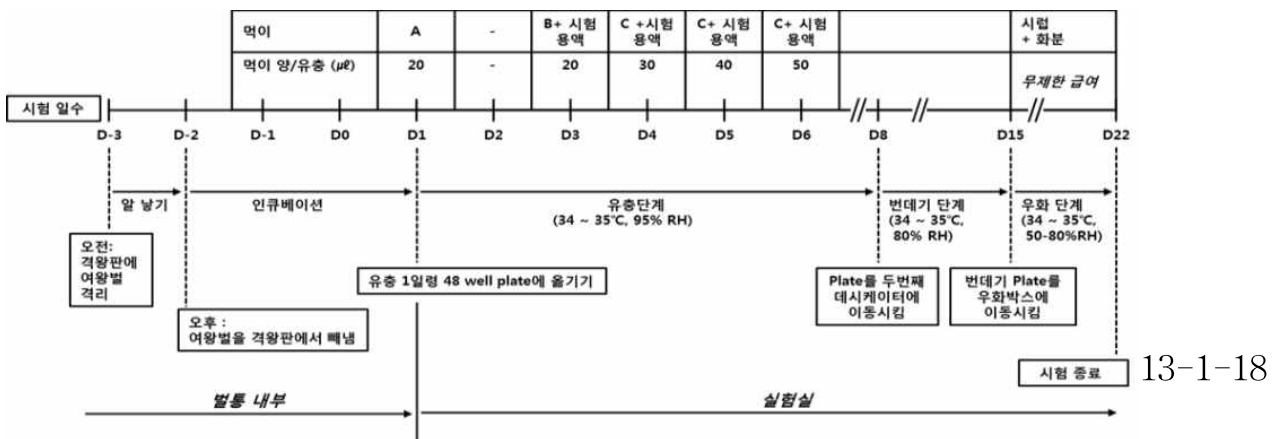 먹이 A - B+ 시험 용액 C +시험 용액 C+ 시험 용액 C+ 시험 용액 시럽 + 화분
먹이 양/유충 (㎕) 20 - 20 30 40 50 무제한 급여
시험 일수
D-3 D-2 D-1 D0 D1 D2 D3 D4 D5 D6 D8 D15 D22
알 낳기
인큐베이션
유충단계
(34 ~ 35℃, 95% RH)
번데기 단계
(34 ~ 35℃,
80% RH)
우화 단계
(34 ~ 35℃,
50-80%RH)
오전:
격왕판에
여왕벌
격리
오후 :
여왕벌을 격왕판에서 빼냄
유충 1일령 48 well plate에 옮기기
Plate를 두번째
데시케이터에
이동시킴
번데기 Plate를
우화박스에
이동시킴
시험 종료
13-1-18
벌통 내부
실험실